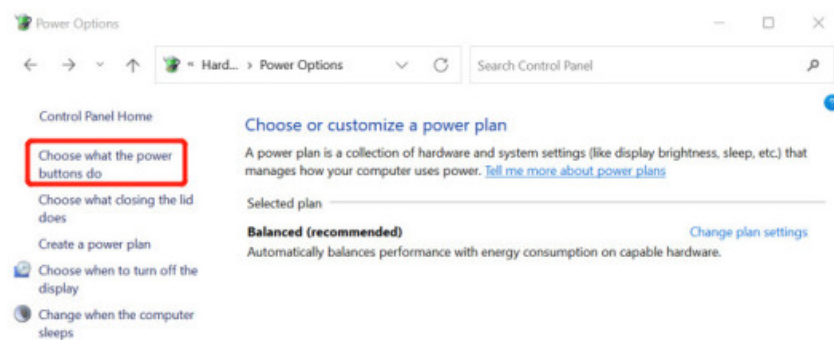 Power Options
« Hard... > Power Options
Search Control Panel
Control Panel Home
Choose what the power
buttons do
Choose what closing the lid
does
Create a power plan
Choose when to turn off the
display
Change when the computer
sleeps
Choose or customize a power plan
A power plan is a collection of hardware and system settings (like display brightness, sleep, etc.) that
manages how your computer uses power. Tell me more about power plans
Selected plan
Balanced (recommended) Change plan settings
Automatically balances performance with energy consumption on capable hardware.